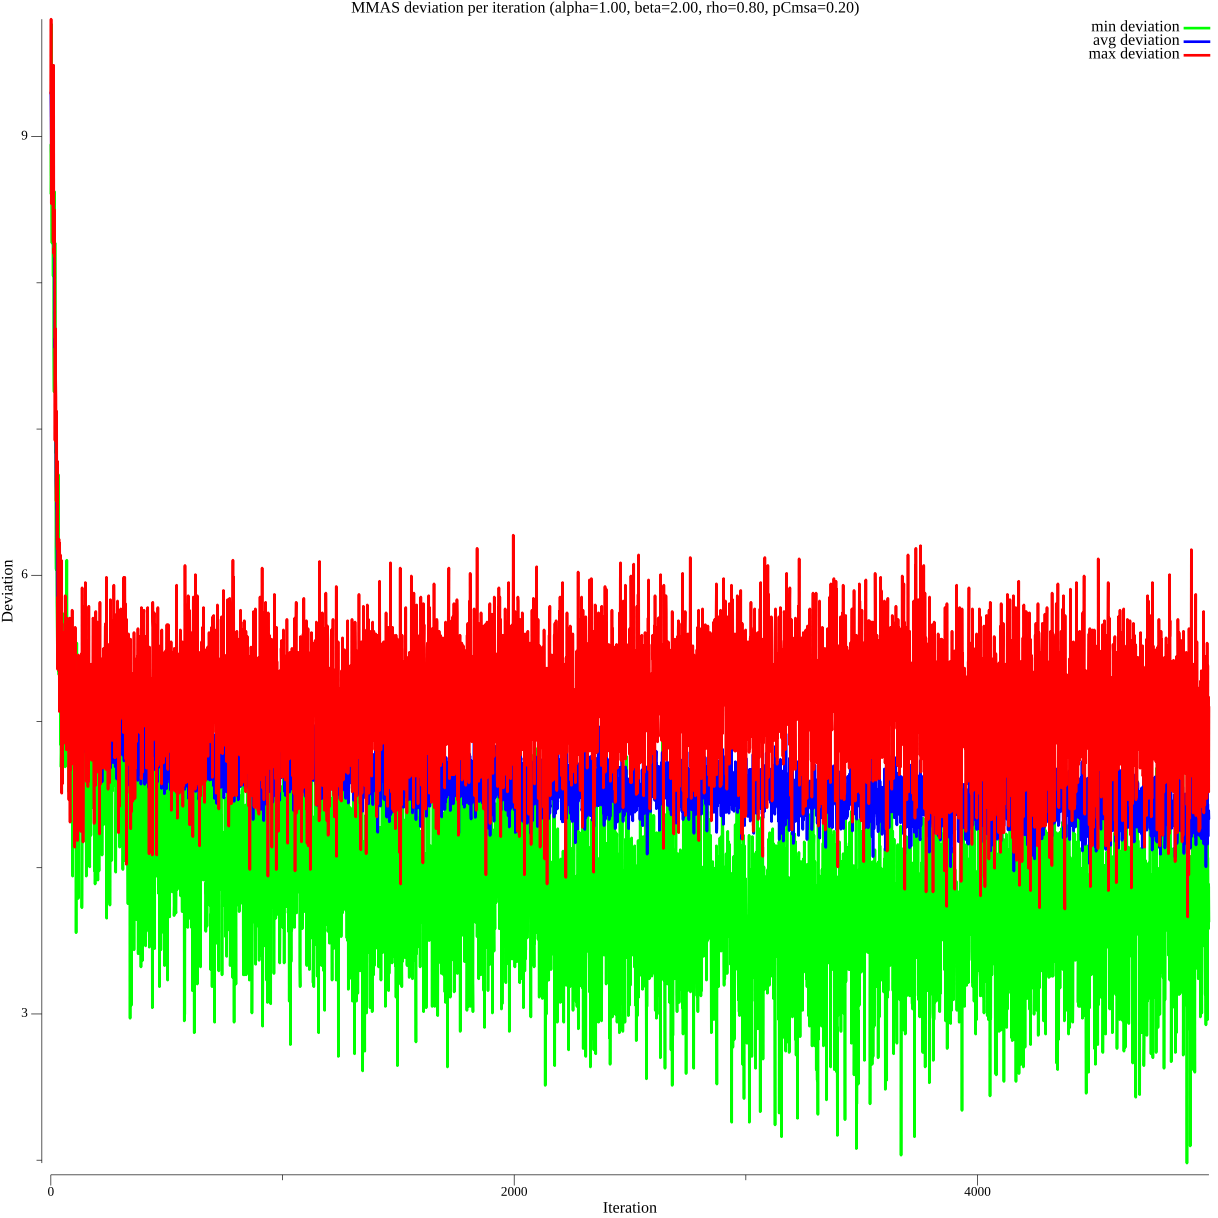 MMAS deviation per iteration (alpha=1.00, beta=2.00, rho=0.80, pCmsa=0.20)
min deviation
avg deviation
max deviation
9
6
Deviation
3
0
2000
4000
Iteration